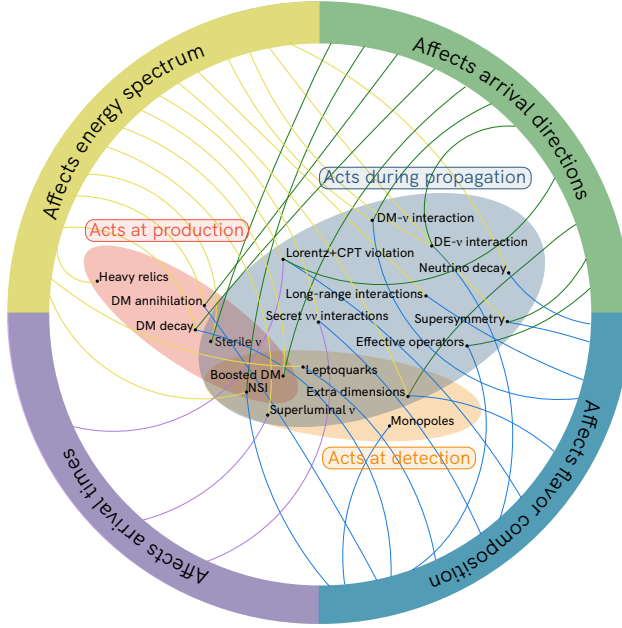 Affects energy spectrum
Affects arrival directions
Acts during propagation
DM-ν interaction
Acts at production
DE-ν interaction
Lorentz+CPT violation
Neutrino decay
Heavy relics
Long-range interactions
DM annihilation
Secret νν interactions
Supersymmetry
DM decay
Sterile ν
Effective operators
Leptoquarks
Boosted DM
NSI
Extra dimensions
Superluminal ν
Monopoles
Acts at detection
Affects arrival times
Affects flavor composition